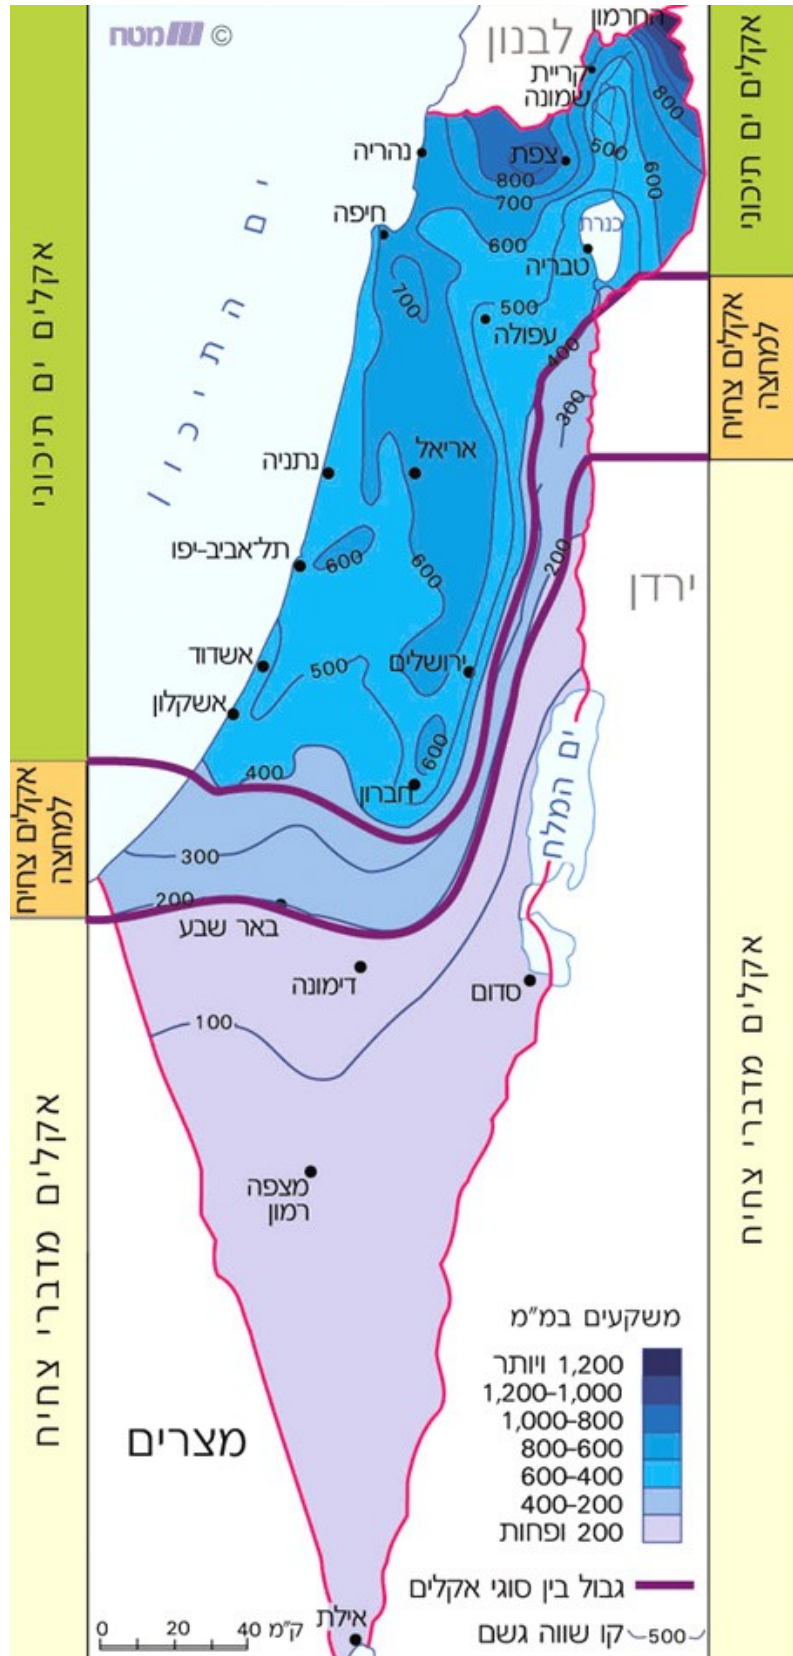 © מטח
החרמון
לבנון
קריית
שמונה
800
נהריה
צפת
500
600
800
700
חיפה
כנרת
600
טבריה
ים התיכון
700
500
עפולה
400
300
אריאל
נתניה
תל־אביב-יפו
600
600
200
ירדן
אשדוד
ירושלים
500
אשקלון
600
400
חברון
ים המלח
300
200
באר שבע
דימונה
סדום
100
מצפה
רמון
מצרים
אילת
אקלים ים תיכוני
אקלים צחיח
למחצה
אקלים מדברי צחיח
אקלים ים תיכוני
אקלים צחיח
למחצה
אקלים מדברי צחיח
משקעים במ"מ
1,200 ויותר
1,200-1,000
1,000-800
800-600
600-400
400-200
200 ופחות
גבול בין סוגי אקלים
קו שווה גשם 500
0 20 40 ק"מ